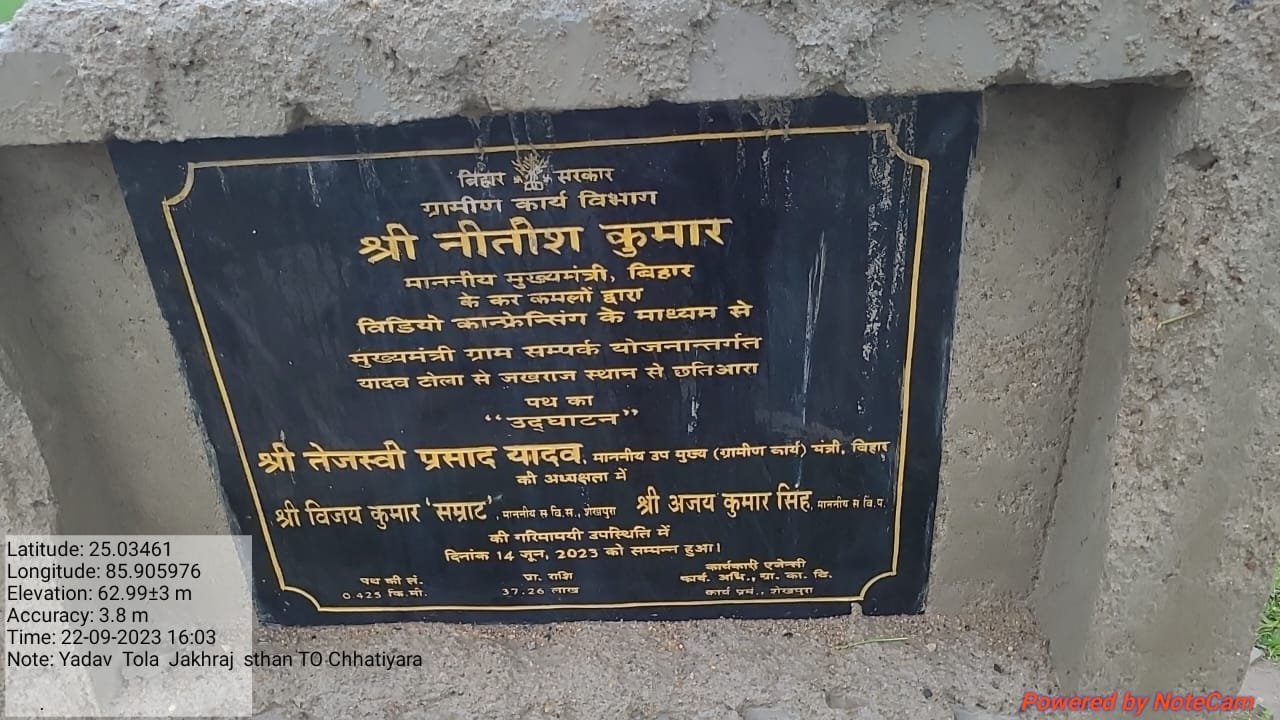 बिहार सरकार
ग्रामीण कार्य विभाग
श्री नीतीश कुमार
माननीय मुख्यमंत्री, बिहार
के कर कमलों द्वारा
विडियो कान्फ्रेन्सिंग के माध्यम से
मुख्यमंत्री ग्राम सम्पर्क योजनान्तर्गत
यादव टोला से जखराज स्थान से छतिआरा
पथ का
“उद्घाटन”
श्री तेजस्वी प्रसाद यादव, माननीय उप मुख्य (ग्रामीण कार्य) मंत्री, बिहार
की अध्यक्षता में
श्री विजय कुमार ‘सम्राट’, माननीय स वि.स., शेखपुरा श्री अजय कुमार सिंह, माननीय स वि.प.
की गरिमामयी उपस्थिति में
दिनांक 14 जून, 2023 को सम्पन्न हुआ।
पथ की लं. प्रा. राशि कार्यकारी एजेन्सी
0.425 कि.मी. 37.26 लाख कार्य. अभि., ग्रा. का. वि.
कार्य प्रमं., शेखपुरा
Latitude: 25.03461
Longitude: 85.905976
Elevation: 62.99±3 m
Accuracy: 3.8 m
Time: 22-09-2023 16:03
Note: Yadav Tola Jakhraj sthan TO Chhatiyara
Powered by NoteCam